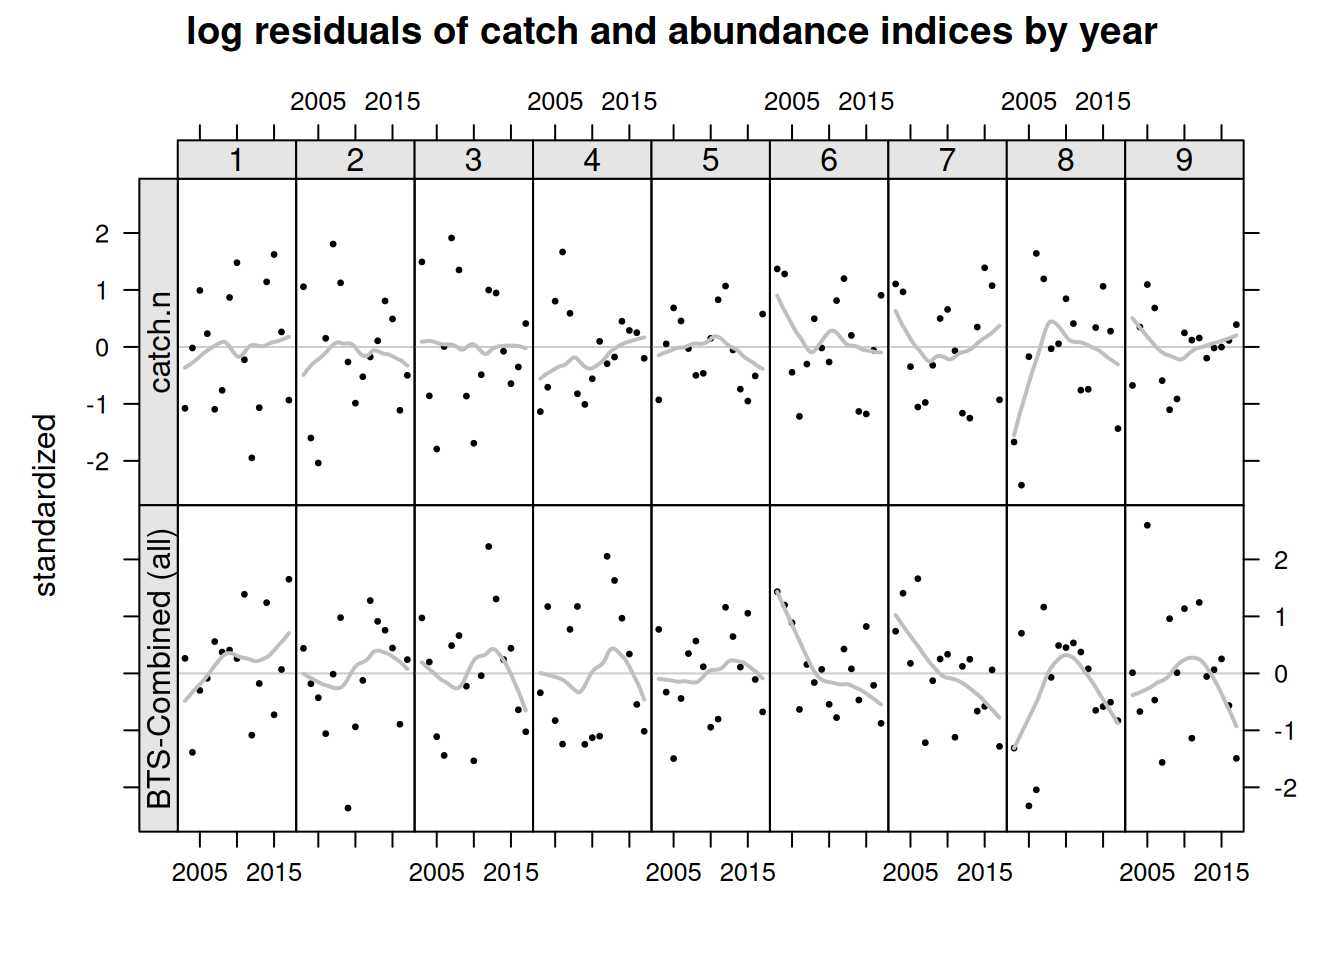 log residuals of catch and abundance indices by year
2005 2015 2005 2015 2005 2015 2005 2015
1 2 3 4 5 6 7 8 9
catch.n
2
1
0
-1
-2
standardized
BTS-Combined (all)
2
1
0
-1
-2
2005 2015 2005 2015 2005 2015 2005 2015 2005 2015